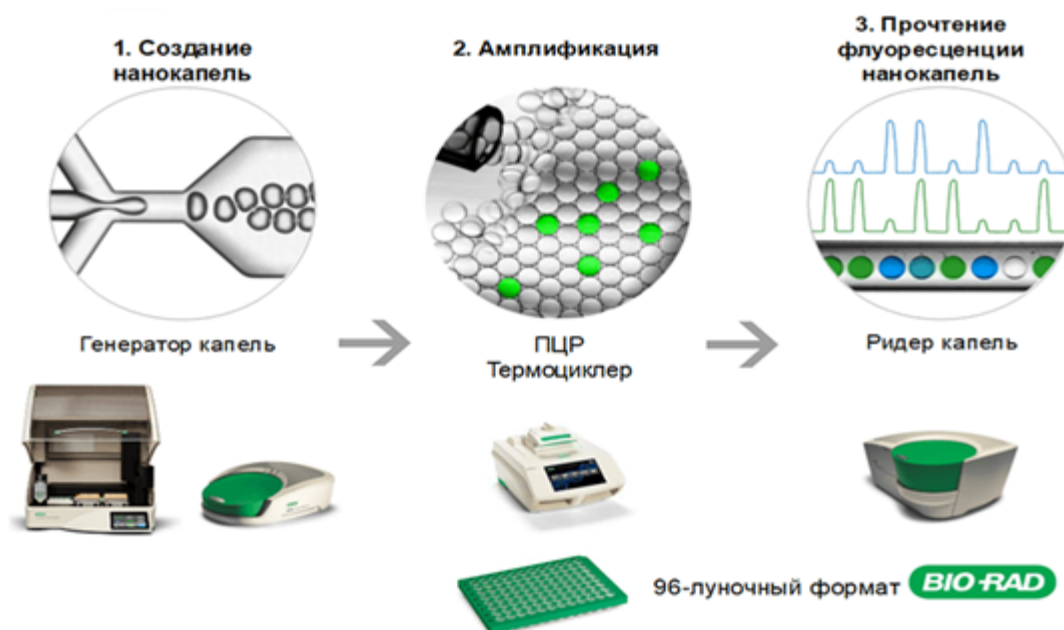 1. Создание
нанокапель
2. Амплификация
3. Прочтение
флуоресценции
нанокапель
Генератор капель
ПЦР
Термоциклер
Ридер капель
96-луночный формат
BIO-RAD